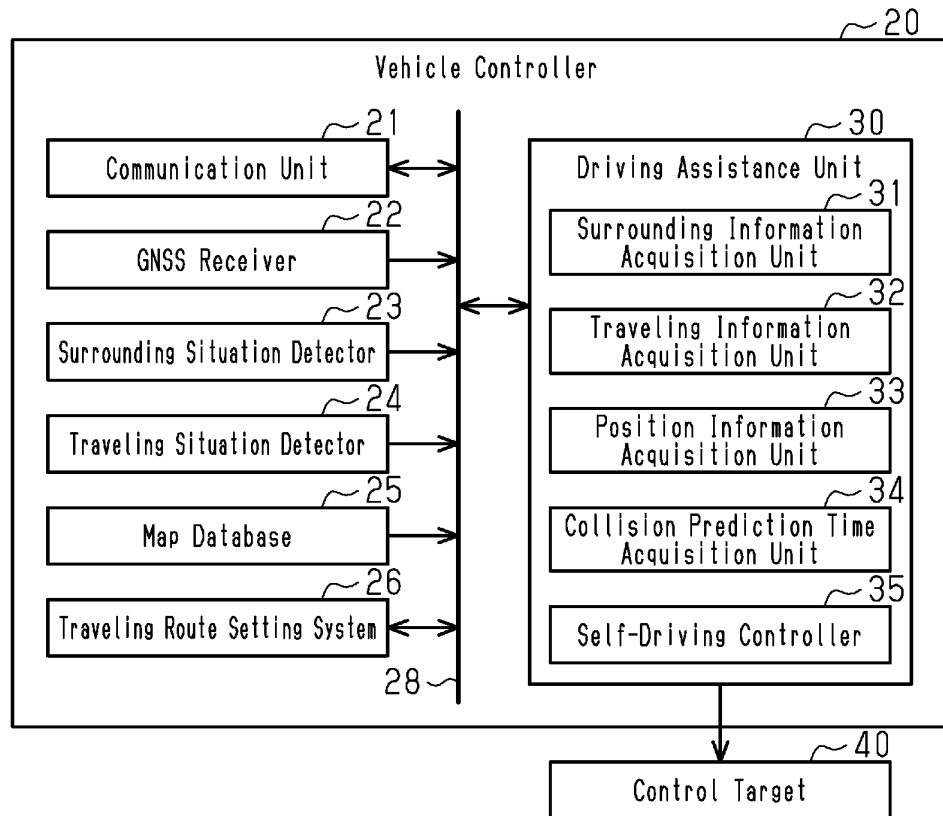 20
Vehicle Controller
21
Communication Unit
22
GNSS Receiver
23
Surrounding Situation Detector
24
Traveling Situation Detector
25
Map Database
26
Traveling Route Setting System
28
30
Driving Assistance Unit
31
Surrounding Information
Acquisition Unit
32
Traveling Information
Acquisition Unit
33
Position Information
Acquisition Unit
34
Collision Prediction Time
Acquisition Unit
35
Self-Driving Controller
40
Control Target